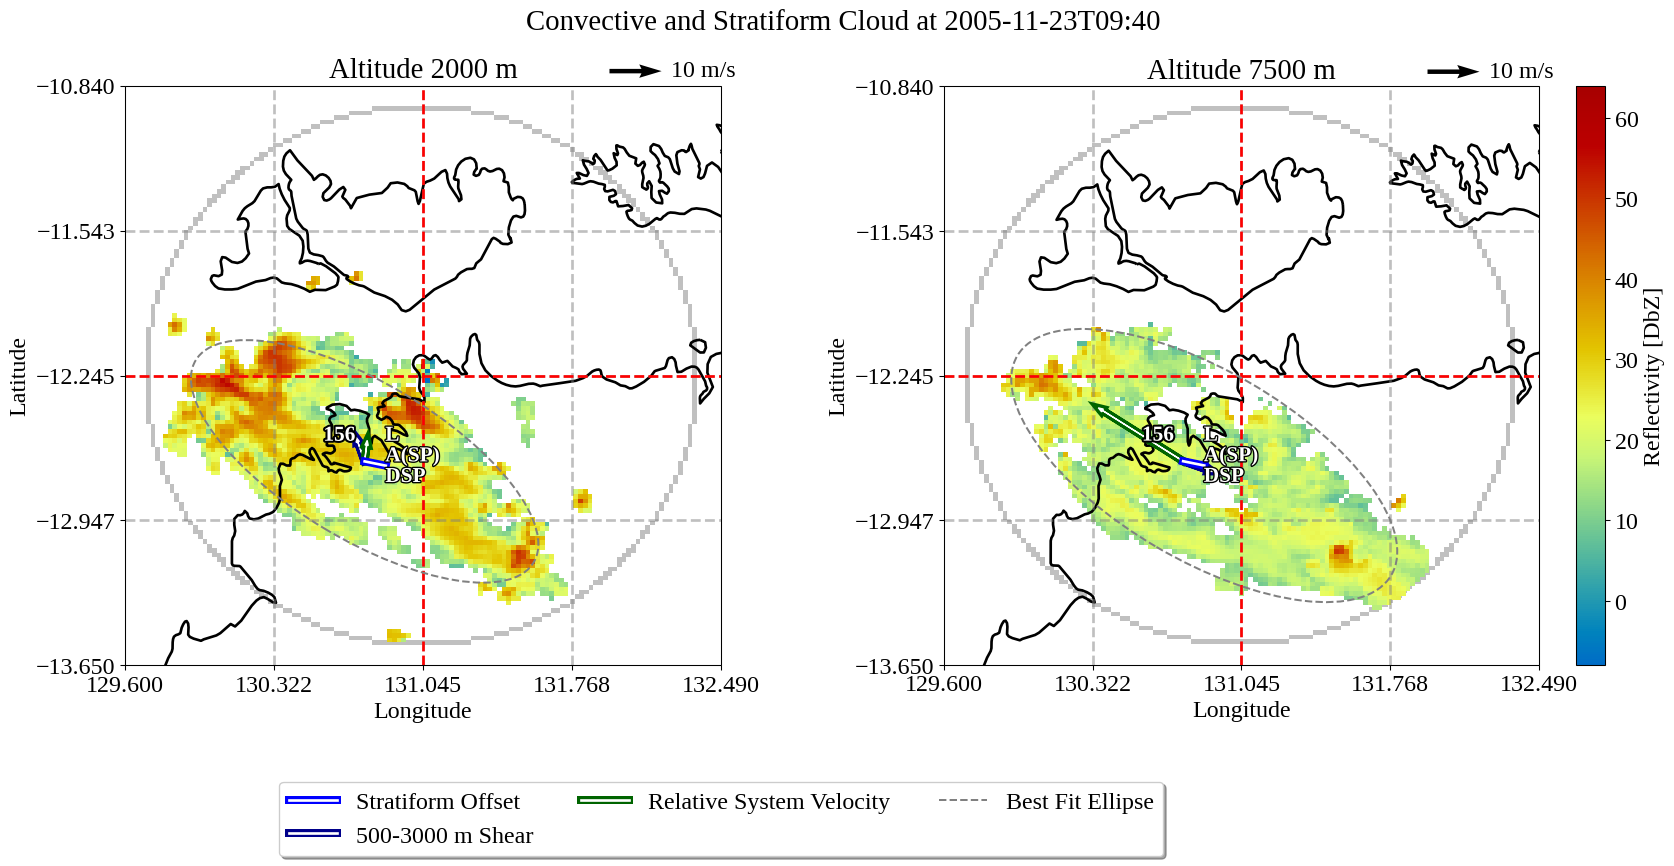 Convective and Stratiform Cloud at 2005-11-23T09:40
Altitude 2000 m
10 m/s
Altitude 7500 m
10 m/s
−10.840
−11.543
−12.245
−12.947
−13.650
Latitude
129.600
130.322
131.045
131.768
132.490
Longitude
156
L
A(SP)
DSP
−10.840
−11.543
−12.245
−12.947
−13.650
Latitude
129.600
130.322
131.045
131.768
132.490
Longitude
156
L
A(SP)
DSP
60
50
40
30
20
10
0
Reflectivity [DbZ]
Stratiform Offset
Relative System Velocity
Best Fit Ellipse
500-3000 m Shear